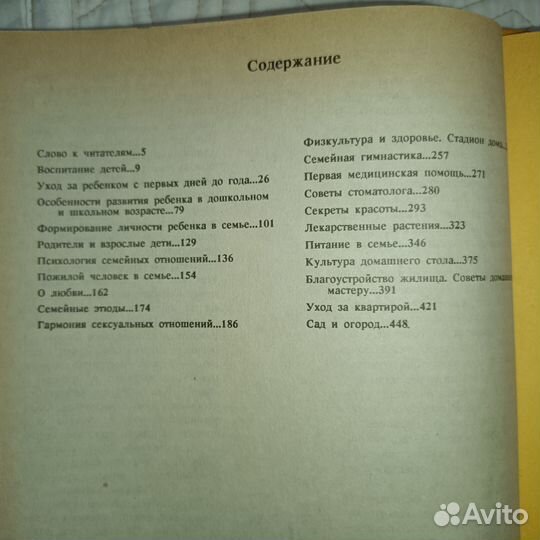 Содержание
Слово к читателям...5
Воспитание детей...9
Уход за ребенком с первых дней до года...26
Особенности развития ребенка в дошкольном
и школьном возрасте...79
Формирование личности ребенка в семье...101
Родители и взрослые дети...129
Психология семейных отношений...136
Пожилой человек в семье...154
О любви...162
Семейные этюды...174
Гармония сексуальных отношений...186
Физкультура и здоровье. Стадион дома...
Семейная гимнастика...257
Первая медицинская помощь...271
Советы стоматолога...280
Секреты красоты...293
Лекарственные растения...323
Питание в семье...346
Культура домашнего стола...375
Благоустройство жилища. Советы
мастеру...391
Уход за квартирой...421
Сад и огород...448
Avito